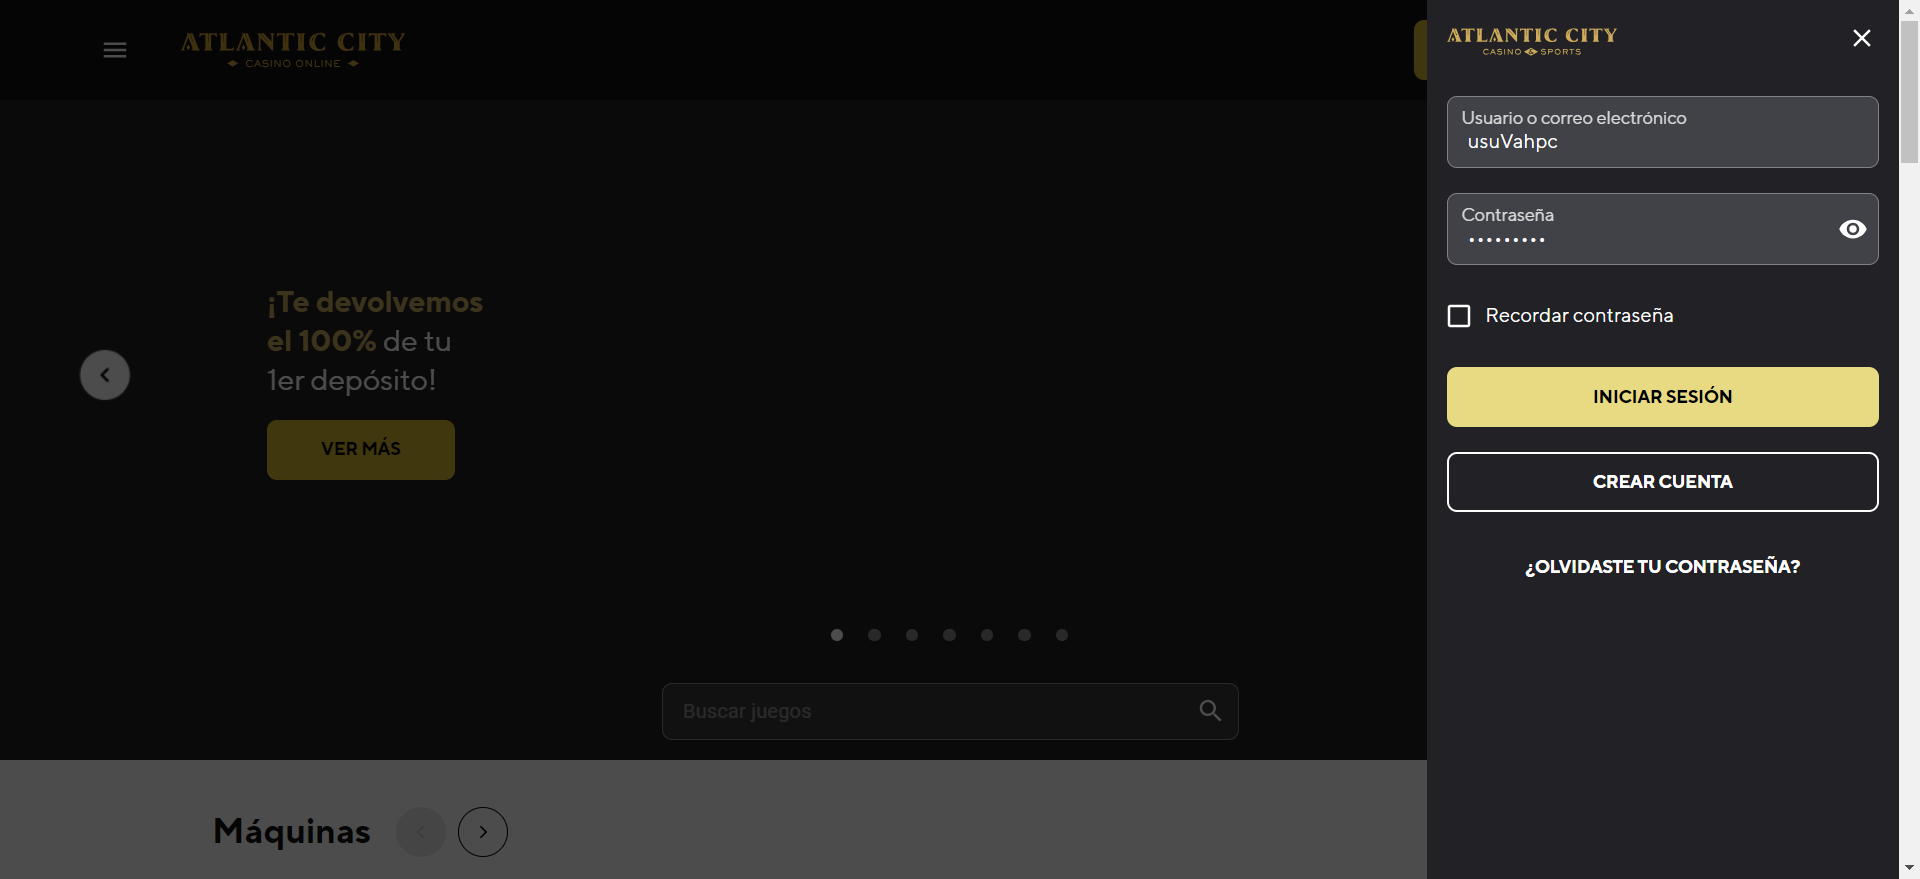 ATLANTIC CITY
CASINO ONLINE
¡Te devolvemos
el 100% de tu
1er depósito!
VER MÁS
Buscar juegos
Máquinas
ATLANTIC CITY
CASINO & SPORTS
Usuario o correo electrónico
usuVahpc
Contraseña
•••••••••
Recordar contraseña
INICIAR SESIÓN
CREAR CUENTA
¿OLVIDASTE TU CONTRASEÑA?